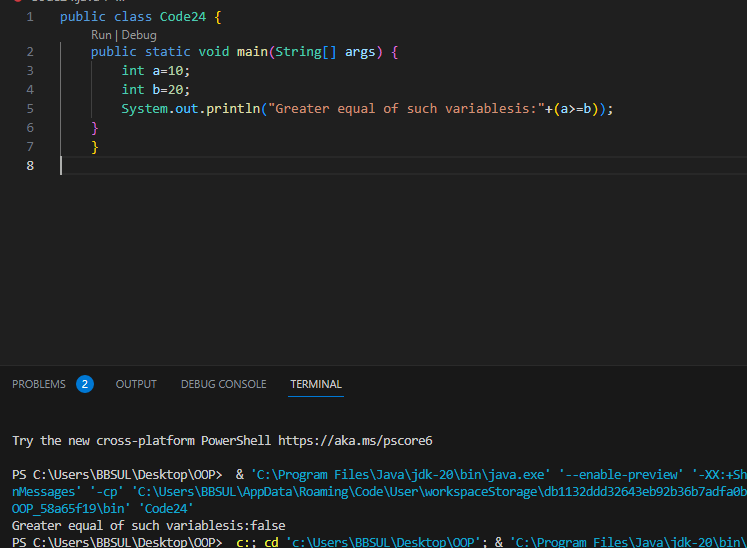 1 public class Code24 {
Run | Debug
2 public static void main(String[] args) {
3 int a=10;
4 int b=20;
5 System.out.println("Greater equal of such variablesis:"+(a>=b));
6 }
7 }
8
PROBLEMS 2 OUTPUT DEBUG CONSOLE TERMINAL
Try the new cross-platform PowerShell https://aka.ms/pscore6
PS C:\Users\BBSUL\Desktop\OOP> & 'C:\Program Files\Java\jdk-20\bin\java.exe' '--enable-preview' '-XX:+Sh
nMessages' '-cp' 'C:\Users\BBSUL\AppData\Roaming\Code\User\workspaceStorage\db1132ddd32643eb92b36b7adfa0b
OOP_58a65f19\bin' 'Code24'
Greater equal of such variablesis:false
PS C:\Users\BBSUL\Desktop\OOP> c:; cd 'c:\Users\BBSUL\Desktop\OOP'; & 'C:\Program Files\Java\jdk-20\bin\